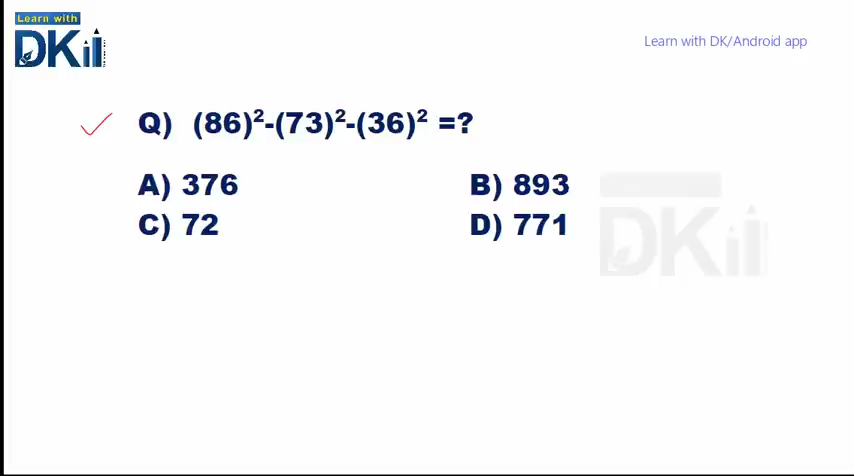 Learn with
DK
Learn with DK/Android app
Q) (86)²-(73)²-(36)² =?
A) 376 B) 893
C) 72 D) 771
DK